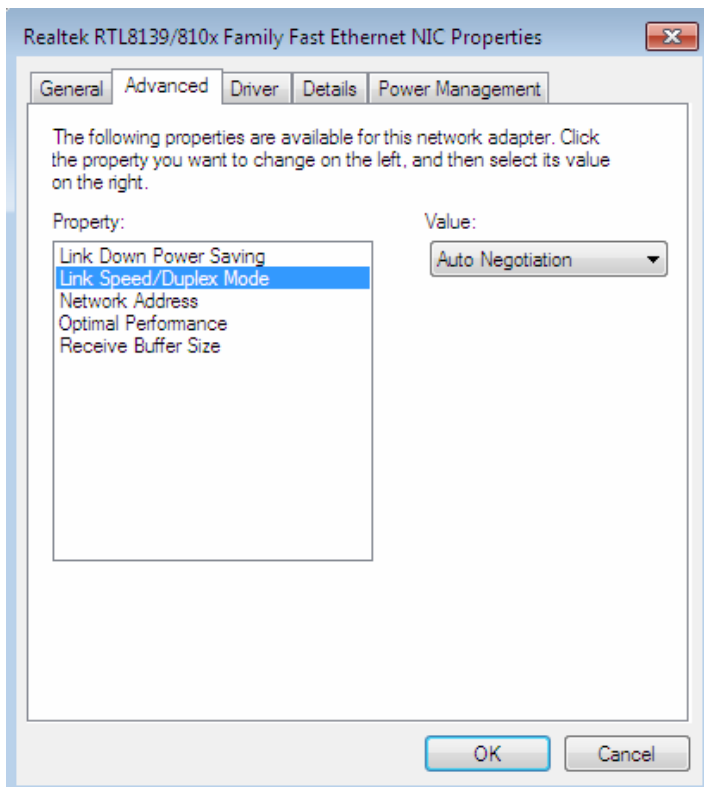 Realtek RTL8139/810x Family Fast Ethernet NIC Properties
General Advanced Driver Details Power Management
The following properties are available for this network adapter. Click
the property you want to change on the left, and then select its value
on the right.
Property:
Value:
Link Down Power Saving
Link Speed/Duplex Mode
Network Address
Optimal Performance
Receive Buffer Size
Auto Negotiation
OK
Cancel